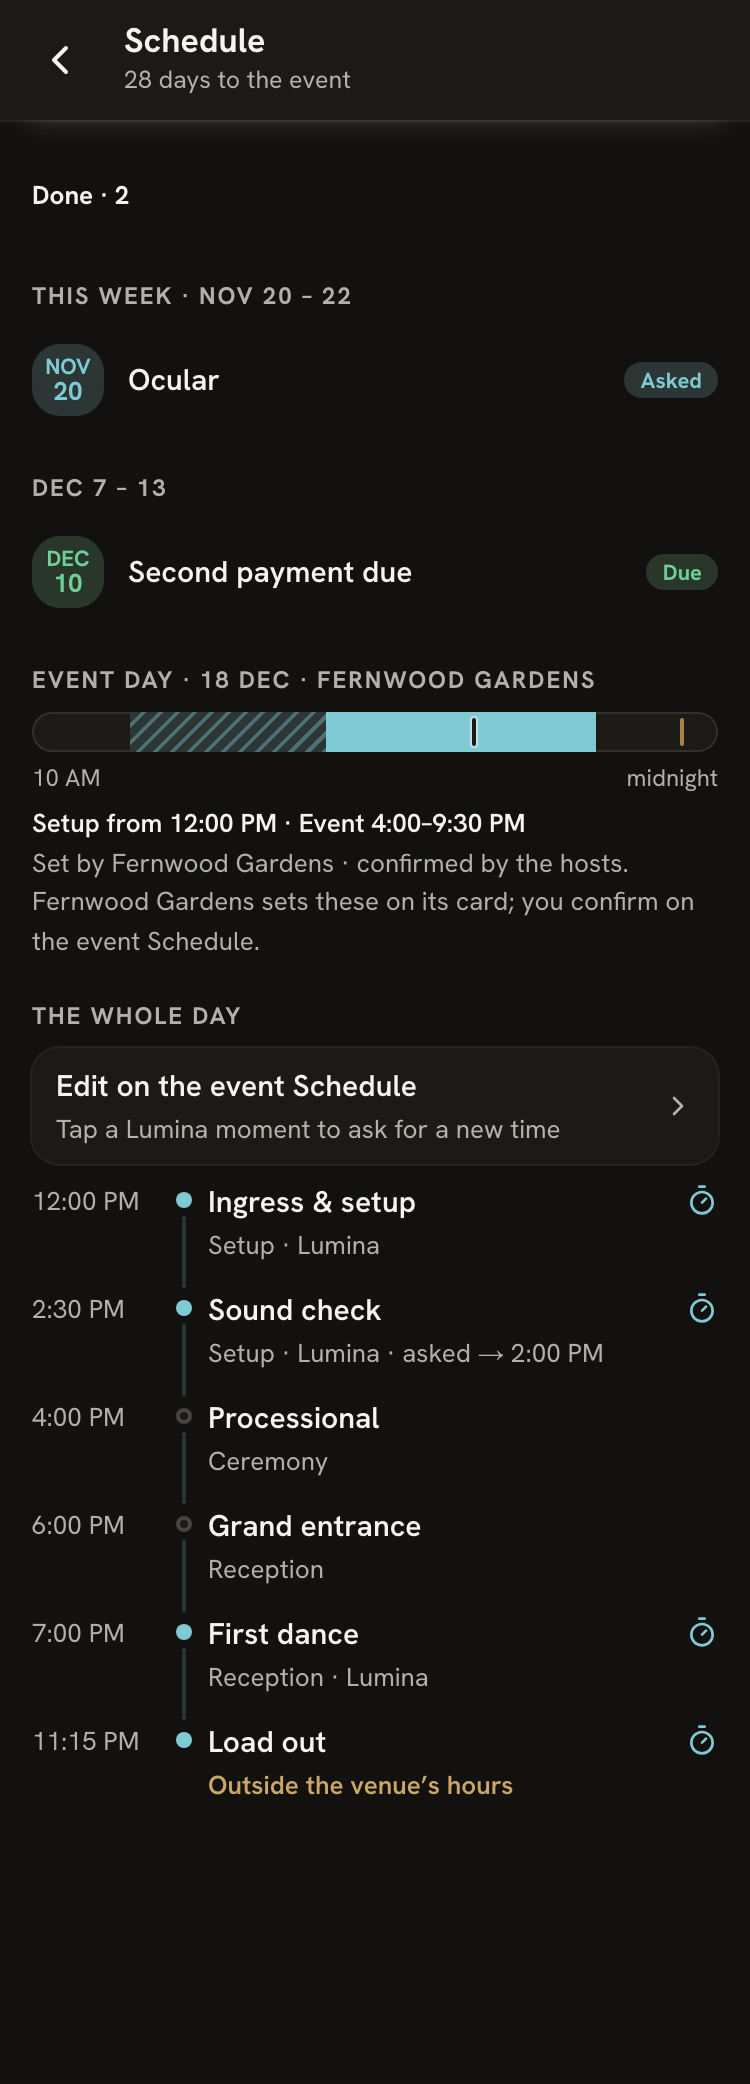 Schedule
28 days to the event
Done · 2
THIS WEEK · NOV 20 – 22
NOV
20
Ocular
Asked
DEC 7 – 13
DEC
10
Second payment due
Due
EVENT DAY · 18 DEC · FERNWOOD GARDENS
10 AM
midnight
Setup from 12:00 PM · Event 4:00–9:30 PM
Set by Fernwood Gardens · confirmed by the hosts.
Fernwood Gardens sets these on its card; you confirm on
the event Schedule.
THE WHOLE DAY
Edit on the event Schedule
Tap a Lumina moment to ask for a new time
12:00 PM
Ingress & setup
Setup · Lumina
2:30 PM
Sound check
Setup · Lumina · asked → 2:00 PM
4:00 PM
Processional
Ceremony
6:00 PM
Grand entrance
Reception
7:00 PM
First dance
Reception · Lumina
11:15 PM
Load out
Outside the venue’s hours